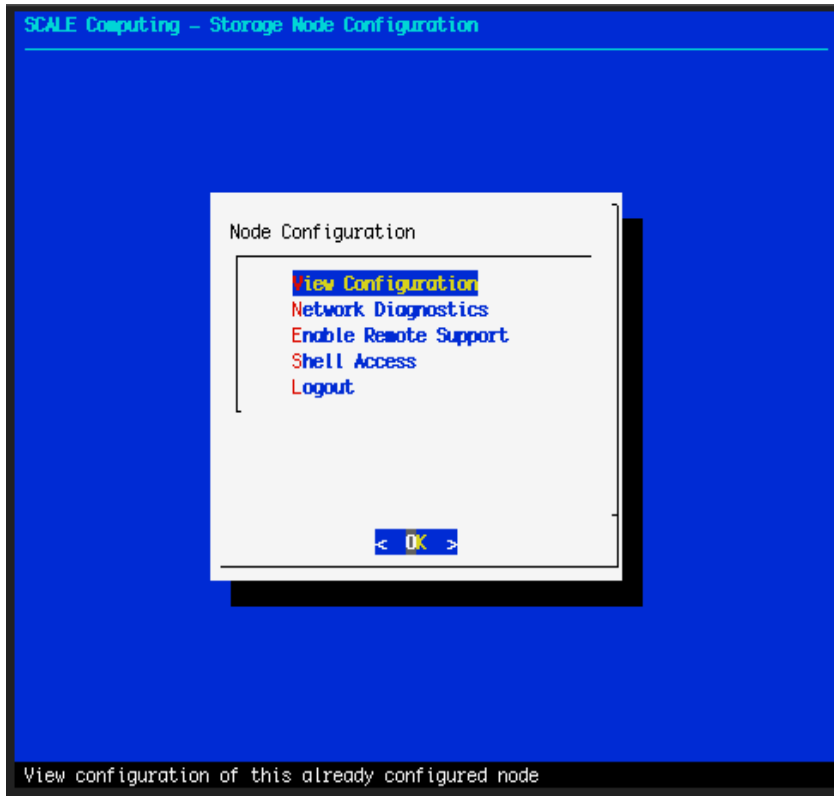 SCALE Computing - Storage Node Configuration
Node Configuration
View Configuration
Network Diagnostics
Enable Remote Support
Shell Access
Logout
< OK >
View configuration of this already configured node